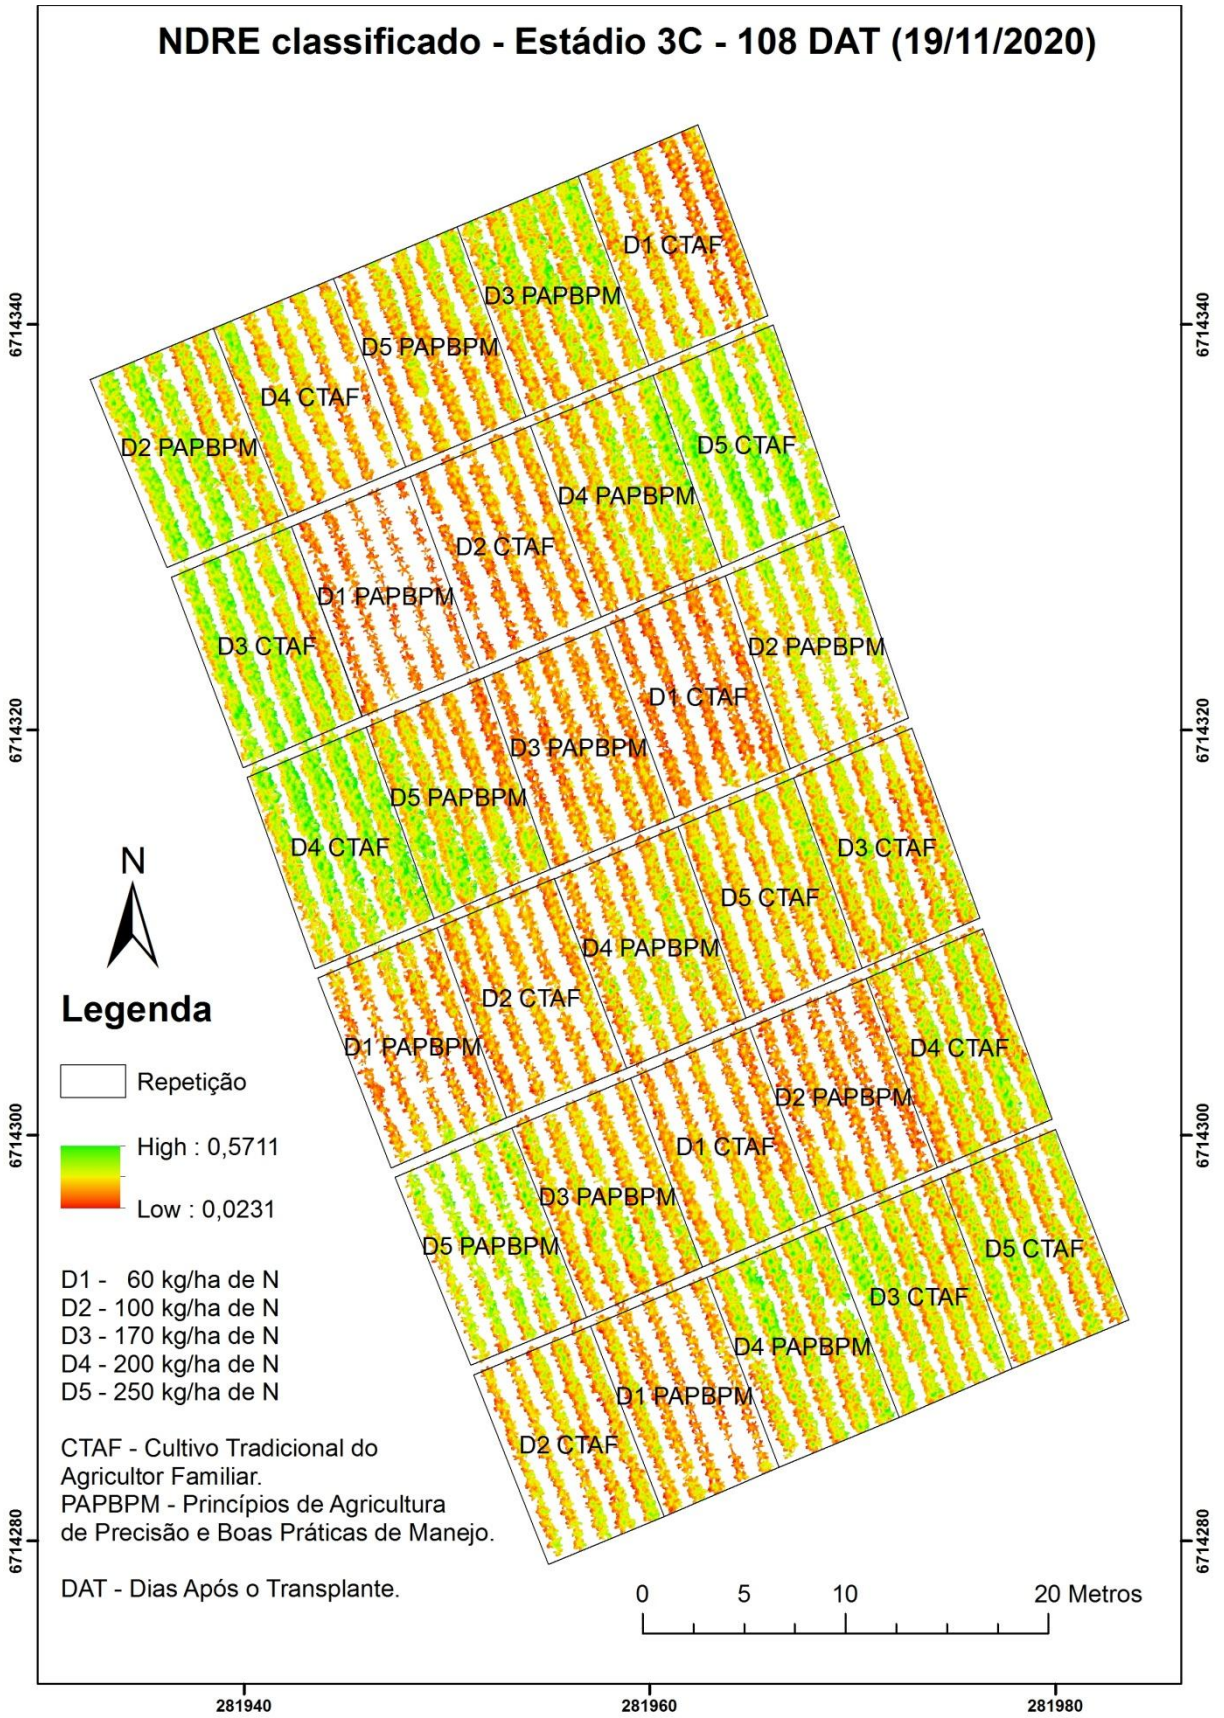 NDRE classificado - Estádio 3C - 108 DAT (19/11/2020)
D1 CTAF
D3 PAPBPM
D5 PAPBPM
D4 CTAF
D2 PAPBPM
6714340
6714340
D5 CTAF
D4 PAPBPM
D2 CTAF
D1 PAPBPM
D3 CTAF
D2 PAPBPM
D1 CTAF
D3 PAPBPM
D5 PAPBPM
D4 CTAF
6714320
6714320
D3 CTAF
D5 CTAF
D4 PAPBPM
D2 CTAF
D1 PAPBPM
D4 CTAF
D2 PAPBPM
D1 CTAF
D3 PAPBPM
D5 PAPBPM
6714300
6714300
D5 CTAF
D3 CTAF
D4 PAPBPM
D1 PAPBPM
D2 CTAF
N
Legenda
Repetição
High : 0,5711
Low : 0,0231
D1 - 60 kg/ha de N
D2 - 100 kg/ha de N
D3 - 170 kg/ha de N
D4 - 200 kg/ha de N
D5 - 250 kg/ha de N
CTAF - Cultivo Tradicional do
Agricultor Familiar.
PAPBPM - Princípios de Agricultura
de Precisão e Boas Práticas de Manejo.
DAT - Dias Após o Transplante.
6714280
6714280
0 5 10 20 Metros
281940 281960 281980